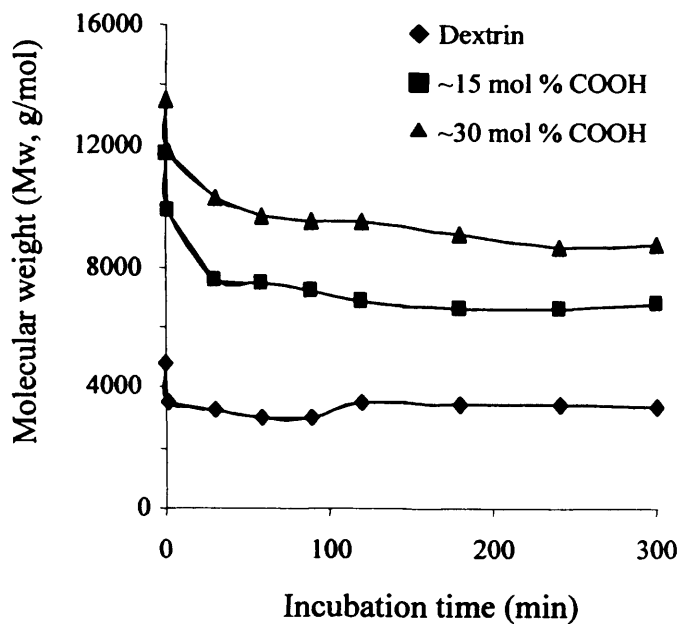 16000
12000
8000
4000
0
Molecular weight (Mw, g/mol)
Dextrin
~15 mol % COOH
~30 mol % COOH
0 100 200 300
Incubation time (min)